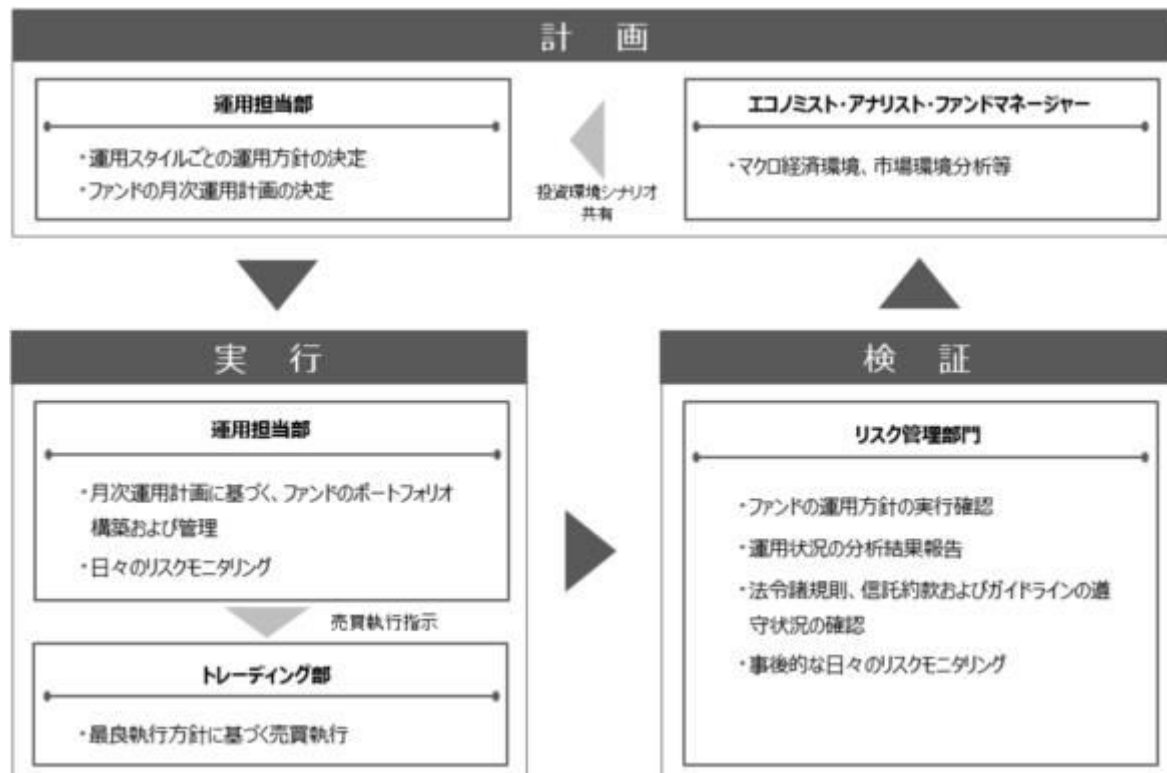 計 画
運用担当部
・運用スタイルごとの運用方針の決定
・ファンドの月次運用計画の決定
投資環境シナリオ
共有
エコノミスト・アナリスト・ファンドマネージャー
・マクロ経済環境、市場環境分析等
実 行
運用担当部
・月次運用計画に基づく、ファンドのポートフォリオ
構築および管理
・日々のリスクモニタリング
売買執行指示
トレーディング部
・最良執行方針に基づく売買執行
検 証
リスク管理部門
・ファンドの運用方針の実行確認
・運用状況の分析結果報告
・法令諸規則、信託約款およびガイドラインの遵
守状況の確認
・事後的な日々のリスクモニタリング